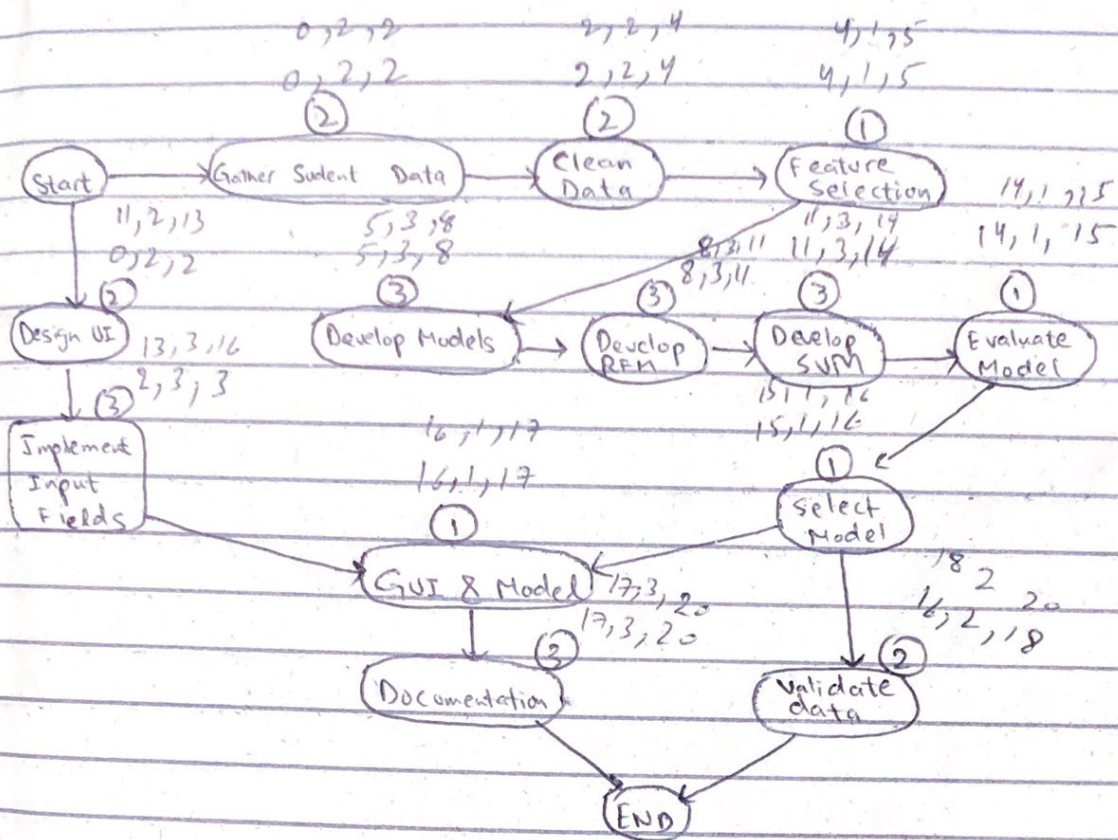 0,2,2 2,2,4 4,1,5
0,2,2 2,2,4 4,1,5
2 2 1
Start Gather Sudent Data Clean Data Feature Selection
11,2,13 5,3,8 11,3,14 14,1,15
0,2,2 5,3,8 8,3,11 11,3,14 14,1,15
8,3,11
2 3 3 3 1
Design UI Develop Models Develop RFM Develop SVM Evaluate Model
13,3,16
2,3,3
15,1,16
15,1,16
3
Implement
Input
Fields
16,1,17
16,1,17
1 1
GUI & Model Select Model
17,3,20 18 2 20
17,3,20 16,2,18
3 2
Documentation Validate data
END